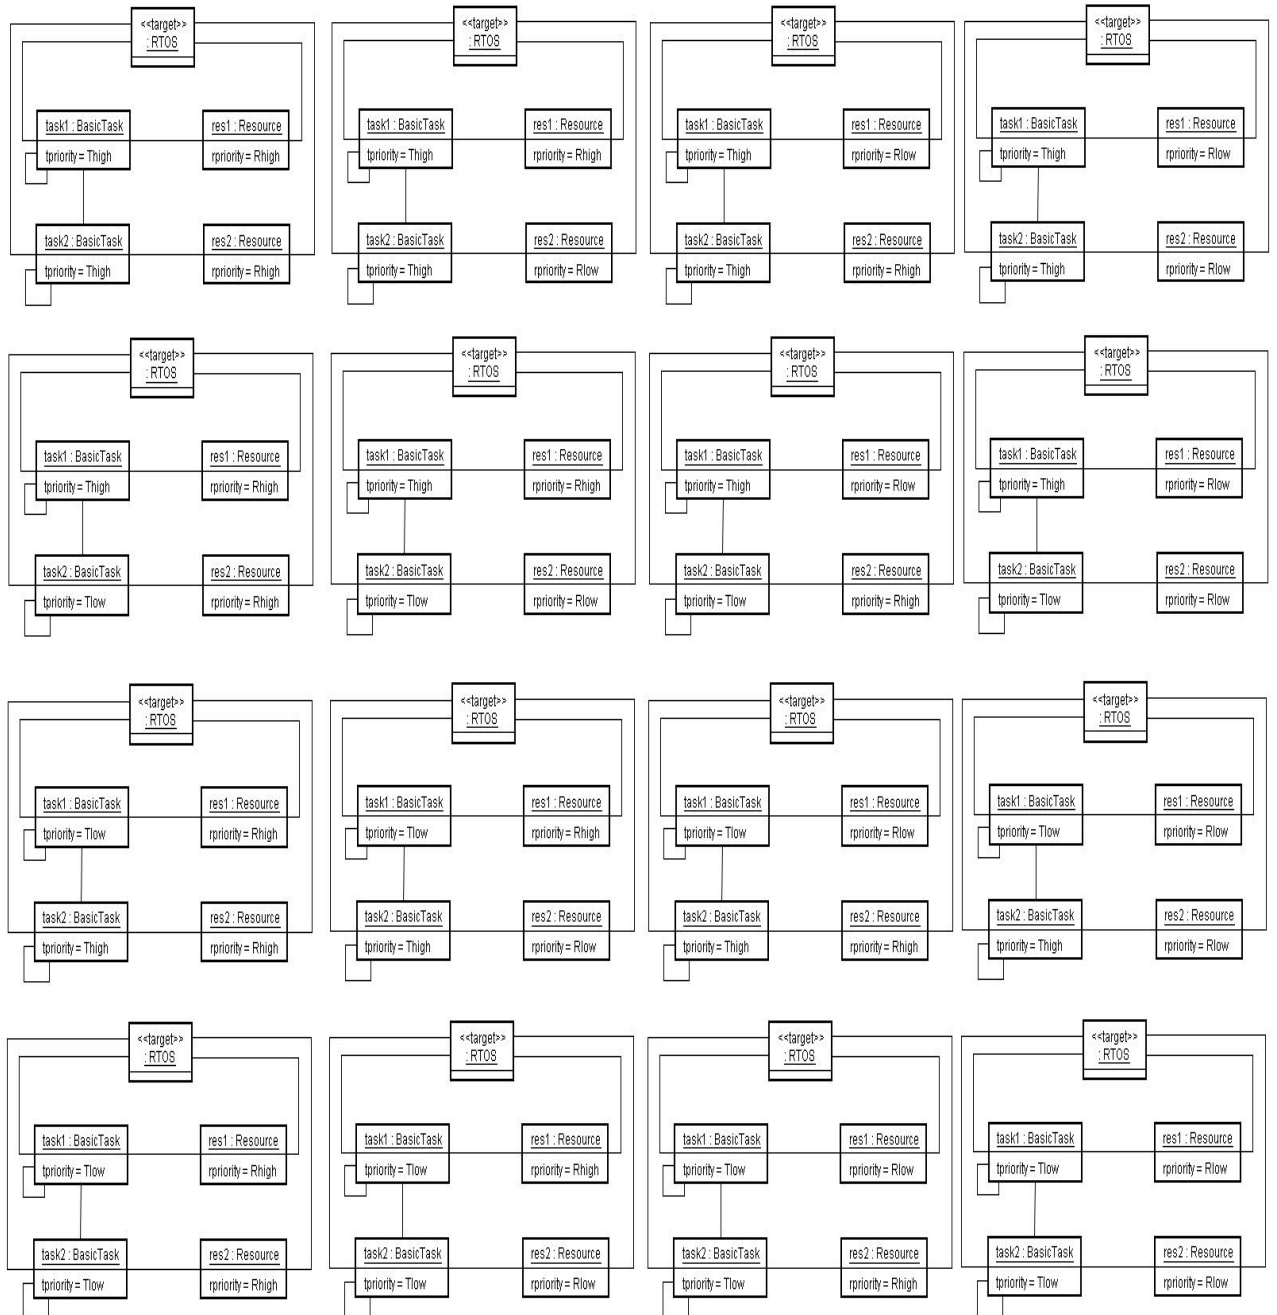 <<target>>
: RTOS
task1 : BasicTask
tpriority = Thigh
res1 : Resource
rpriority = Rhigh
task2 : BasicTask
tpriority = Thigh
res2 : Resource
rpriority = Rhigh
<<target>>
: RTOS
task1 : BasicTask
tpriority = Thigh
res1 : Resource
rpriority = Rhigh
task2 : BasicTask
tpriority = Thigh
res2 : Resource
rpriority = Rlow
<<target>>
: RTOS
task1 : BasicTask
tpriority = Thigh
res1 : Resource
rpriority = Rlow
task2 : BasicTask
tpriority = Thigh
res2 : Resource
rpriority = Rhigh
<<target>>
: RTOS
task1 : BasicTask
tpriority = Thigh
res1 : Resource
rpriority = Rlow
task2 : BasicTask
tpriority = Thigh
res2 : Resource
rpriority = Rlow
<<target>>
: RTOS
task1 : BasicTask
tpriority = Thigh
res1 : Resource
rpriority = Rhigh
task2 : BasicTask
tpriority = Tlow
res2 : Resource
rpriority = Rhigh
<<target>>
: RTOS
task1 : BasicTask
tpriority = Thigh
res1 : Resource
rpriority = Rhigh
task2 : BasicTask
tpriority = Tlow
res2 : Resource
rpriority = Rlow
<<target>>
: RTOS
task1 : BasicTask
tpriority = Thigh
res1 : Resource
rpriority = Rlow
task2 : BasicTask
tpriority = Tlow
res2 : Resource
rpriority = Rhigh
<<target>>
: RTOS
task1 : BasicTask
tpriority = Thigh
res1 : Resource
rpriority = Rlow
task2 : BasicTask
tpriority = Tlow
res2 : Resource
rpriority = Rlow
<<target>>
: RTOS
task1 : BasicTask
tpriority = Tlow
res1 : Resource
rpriority = Rhigh
task2 : BasicTask
tpriority = Thigh
res2 : Resource
rpriority = Rhigh
<<target>>
: RTOS
task1 : BasicTask
tpriority = Tlow
res1 : Resource
rpriority = Rhigh
task2 : BasicTask
tpriority = Thigh
res2 : Resource
rpriority = Rlow
<<target>>
: RTOS
task1 : BasicTask
tpriority = Tlow
res1 : Resource
rpriority = Rlow
task2 : BasicTask
tpriority = Thigh
res2 : Resource
rpriority = Rhigh
<<target>>
: RTOS
task1 : BasicTask
tpriority = Tlow
res1 : Resource
rpriority = Rlow
task2 : BasicTask
tpriority = Thigh
res2 : Resource
rpriority = Rlow
<<target>>
: RTOS
task1 : BasicTask
tpriority = Tlow
res1 : Resource
rpriority = Rhigh
task2 : BasicTask
tpriority = Tlow
res2 : Resource
rpriority = Rhigh
<<target>>
: RTOS
task1 : BasicTask
tpriority = Tlow
res1 : Resource
rpriority = Rhigh
task2 : BasicTask
tpriority = Tlow
res2 : Resource
rpriority = Rlow
<<target>>
: RTOS
task1 : BasicTask
tpriority = Tlow
res1 : Resource
rpriority = Rlow
task2 : BasicTask
tpriority = Tlow
res2 : Resource
rpriority = Rhigh
<<target>>
: RTOS
task1 : BasicTask
tpriority = Tlow
res1 : Resource
rpriority = Rlow
task2 : BasicTask
tpriority = Tlow
res2 : Resource
rpriority = Rlow